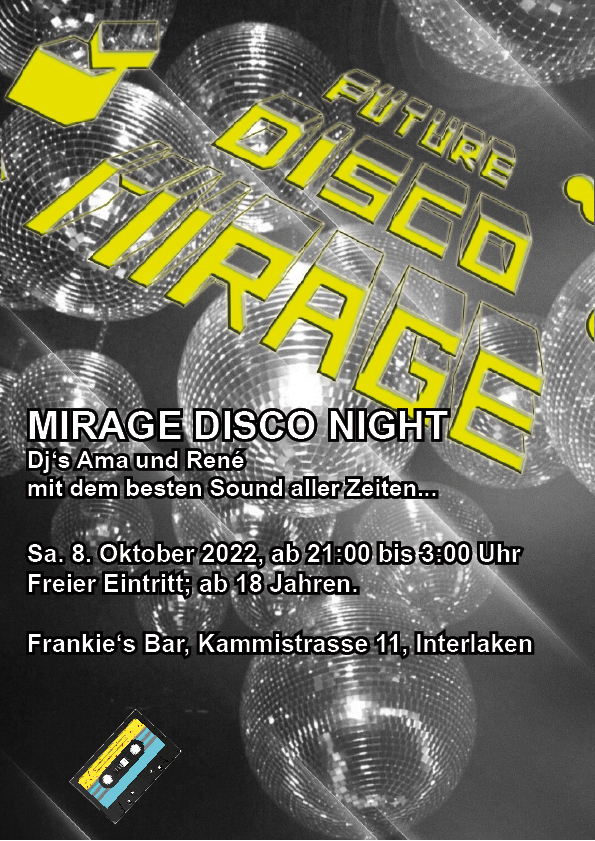 FUTURE
DISCO
MIRAGE
MIRAGE DISCO NIGHT
Dj‘s Ama und René
mit dem besten Sound aller Zeiten...
Sa. 8. Oktober 2022, ab 21:00 bis 3:00 Uhr
Freier Eintritt; ab 18 Jahren.
Frankie‘s Bar, Kammistrasse 11, Interlaken